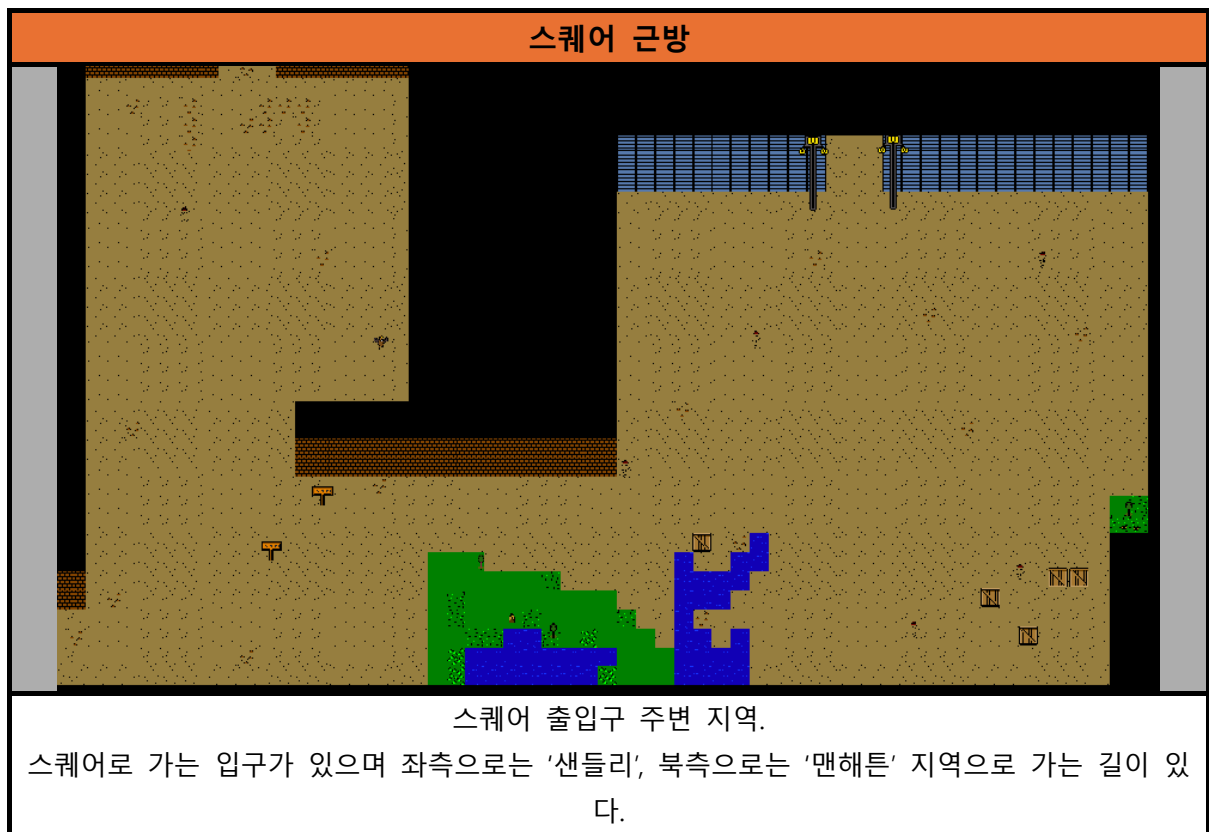 스퀘어 근방
스퀘어 출입구 주변 지역.
스퀘어로 가는 입구가 있으며 좌측으로는 ‘샌들리’, 북측으로는 ‘맨해튼’ 지역으로 가는 길이 있
다.